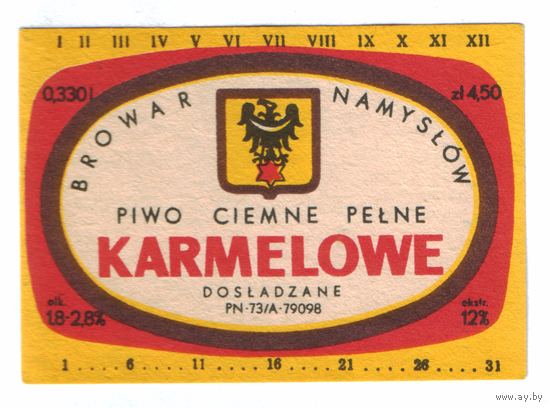 I II III IV V VI VII VIII IX X XI XII
0,330 l zł 4,50
BROWAR NAMYSŁÓW
PIWO CIEMNE PEŁNE
KARMELOWE
DOSŁADZANE
PN-73/A-79098
alk. ekstr.
1.8-2,8% 12%
1 .... 6 .... 11 .... 16 .... 21 .... 26 .... 31
www.ay.by